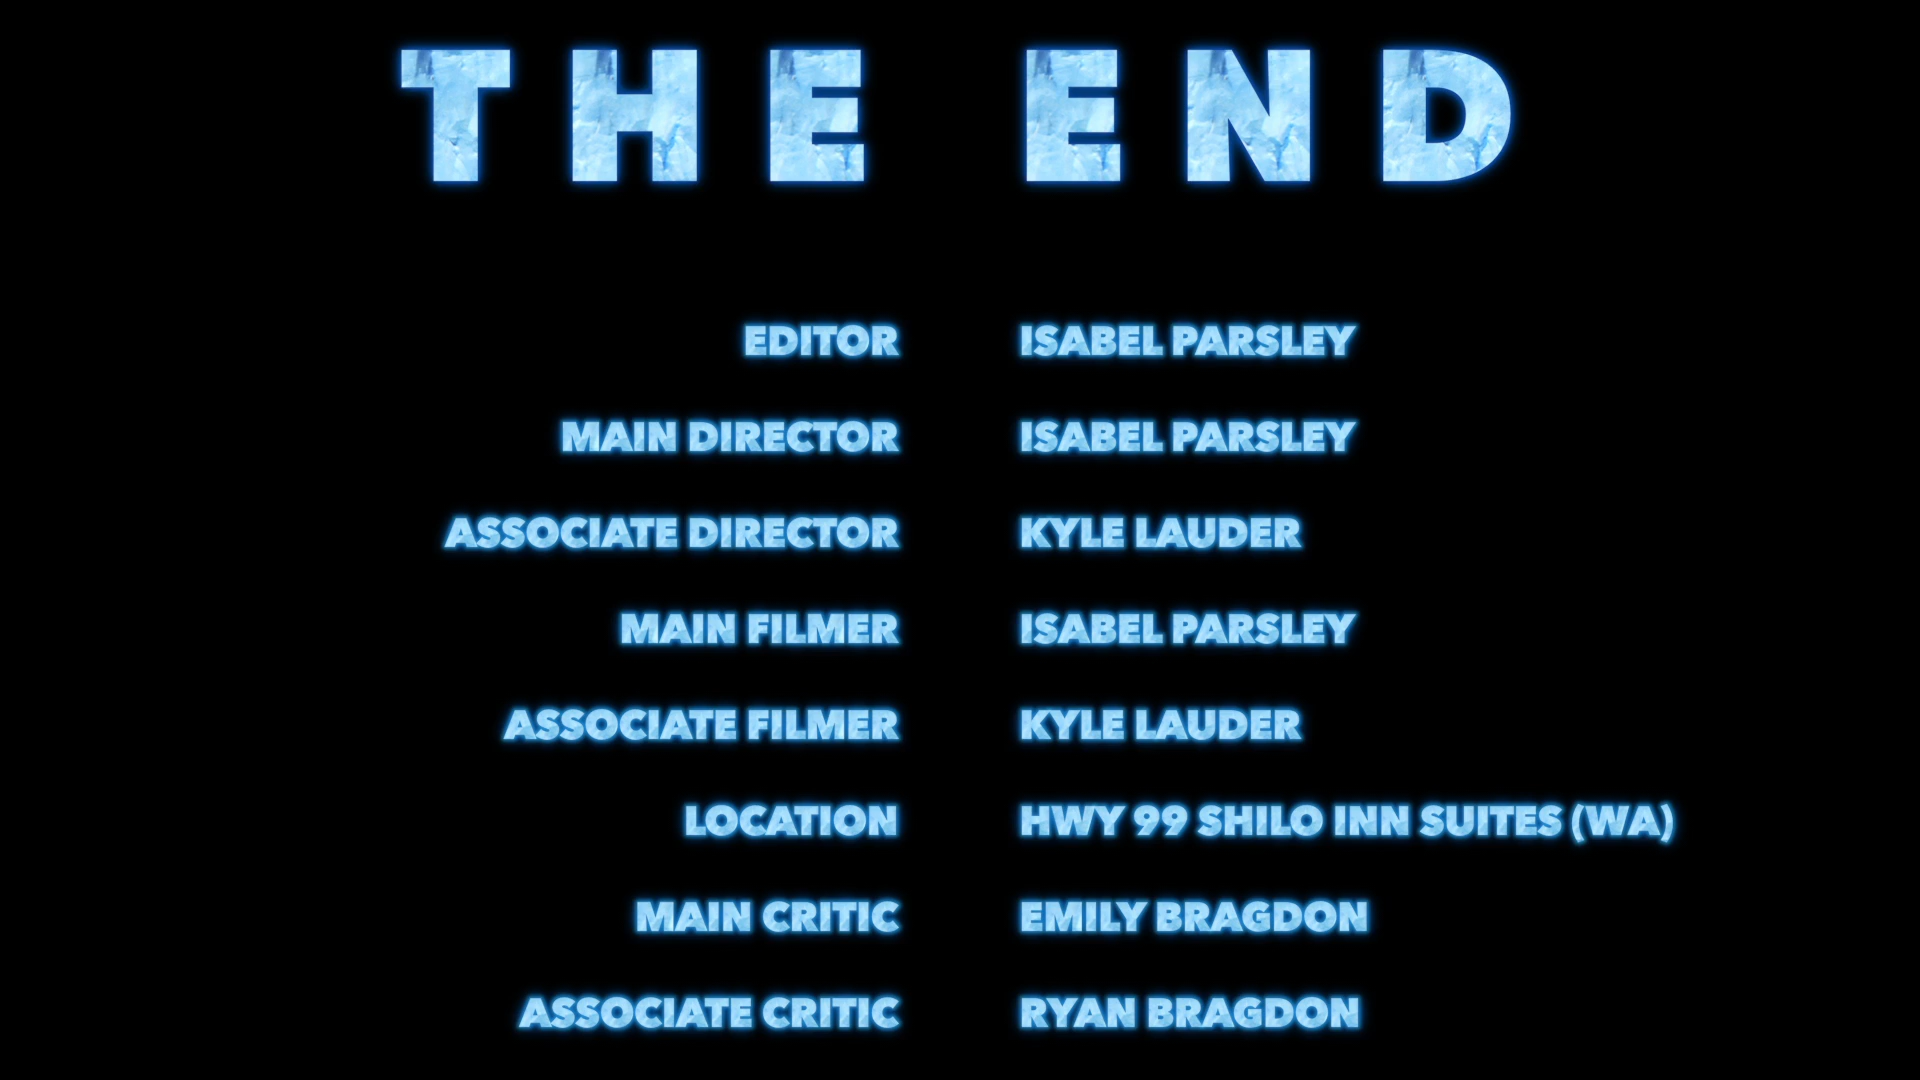 THE END
EDITOR ISABEL PARSLEY
MAIN DIRECTOR ISABEL PARSLEY
ASSOCIATE DIRECTOR KYLE LAUDER
MAIN FILMER ISABEL PARSLEY
ASSOCIATE FILMER KYLE LAUDER
LOCATION HWY 99 SHILO INN SUITES (WA)
MAIN CRITIC EMILY BRAGDON
ASSOCIATE CRITIC RYAN BRAGDON